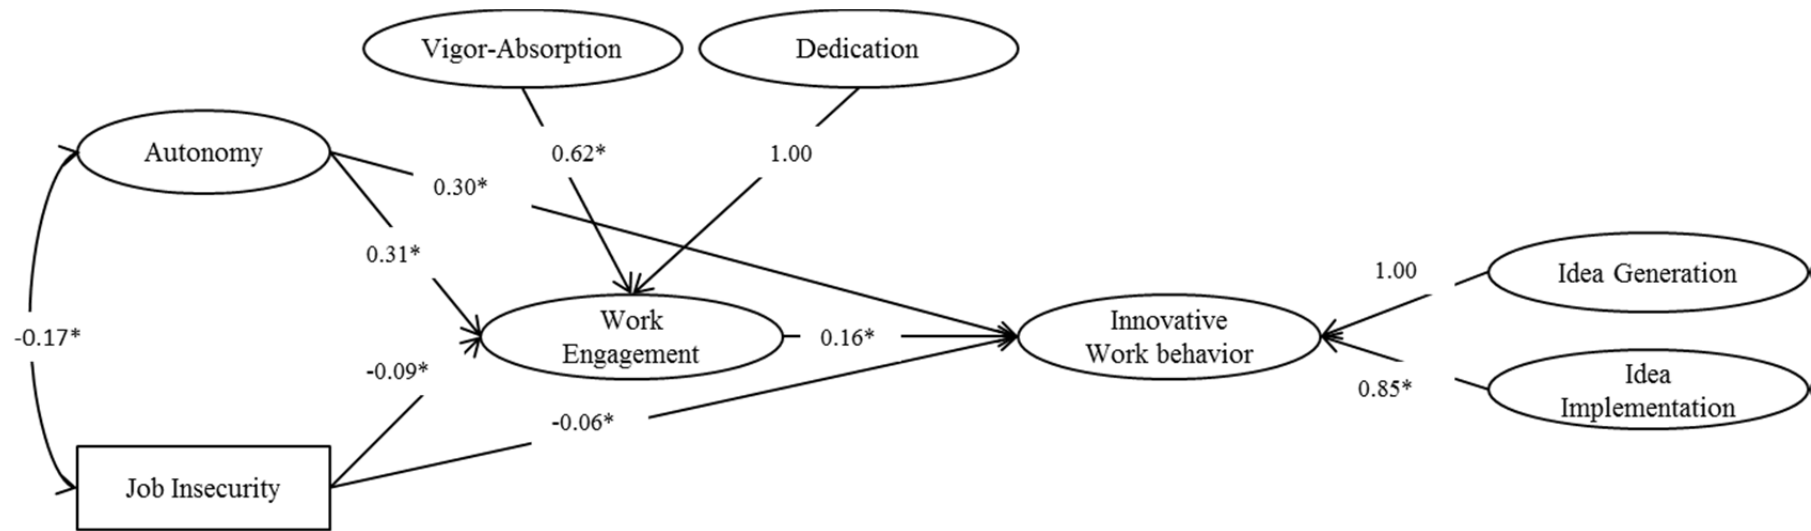 Vigor-Absorption
Dedication
Autonomy
0.62*
1.00
0.30*
0.31*
Idea Generation
1.00
Work
Engagement
0.16*
Innovative
Work behavior
-0.17*
-0.09*
Idea
Implementation
0.85*
-0.06*
Job Insecurity